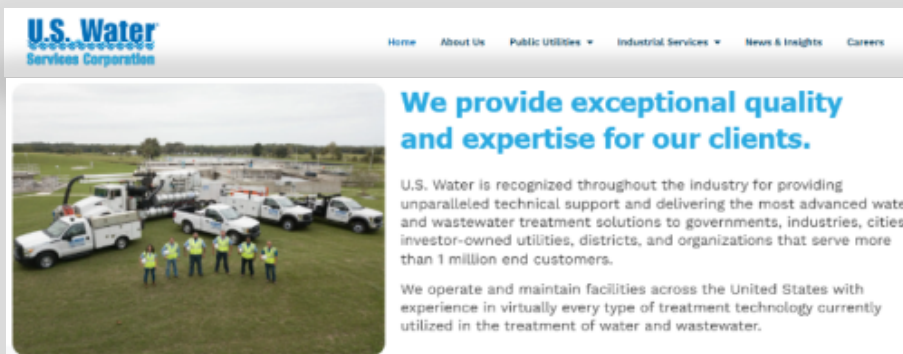 U.S. Water
Services Corporation
Home About Us Public Utilities Industrial Services News & Insights Careers
We provide exceptional quality
and expertise for our clients.
U.S. Water is recognized throughout the industry for providing
unparalleled technical support and delivering the most advanced wate
and wastewater treatment solutions to governments, industries, cities
investor-owned utilities, districts, and organizations that serve more
than 1 million end customers.
We operate and maintain facilities across the United States with
experience in virtually every type of treatment technology currently
utilized in the treatment of water and wastewater.